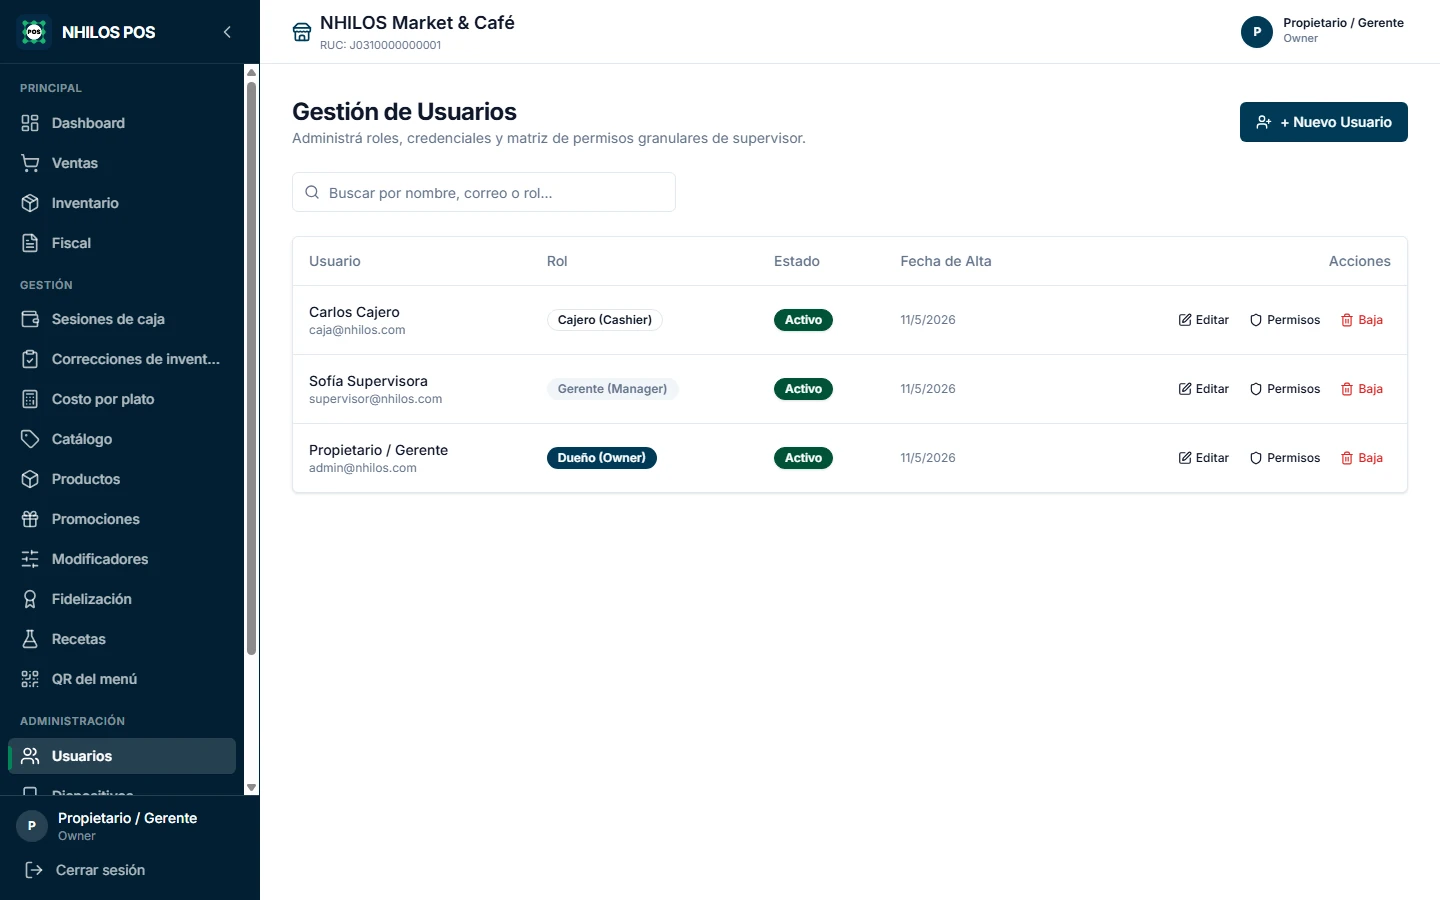 POS
NHILOS POS
PRINCIPAL
Dashboard
Ventas
Inventario
Fiscal
GESTIÓN
Sesiones de caja
Correcciones de invent...
Costo por plato
Catálogo
Productos
Promociones
Modificadores
Fidelización
Recetas
QR del menú
ADMINISTRACIÓN
Usuarios
Dispositivos
P
Propietario / Gerente
Owner
Cerrar sesión
NHILOS Market & Café
RUC: J0310000000001
P
Propietario / Gerente
Owner
Gestión de Usuarios
Administrá roles, credenciales y matriz de permisos granulares de supervisor.
+ Nuevo Usuario
Buscar por nombre, correo o rol...
Usuario Rol Estado Fecha de Alta Acciones
Carlos Cajero
caja@nhilos.com
Cajero (Cashier) Activo 11/5/2026 Editar Permisos Baja
Sofía Supervisora
supervisor@nhilos.com
Gerente (Manager) Activo 11/5/2026 Editar Permisos Baja
Propietario / Gerente
admin@nhilos.com
Dueño (Owner) Activo 11/5/2026 Editar Permisos Baja